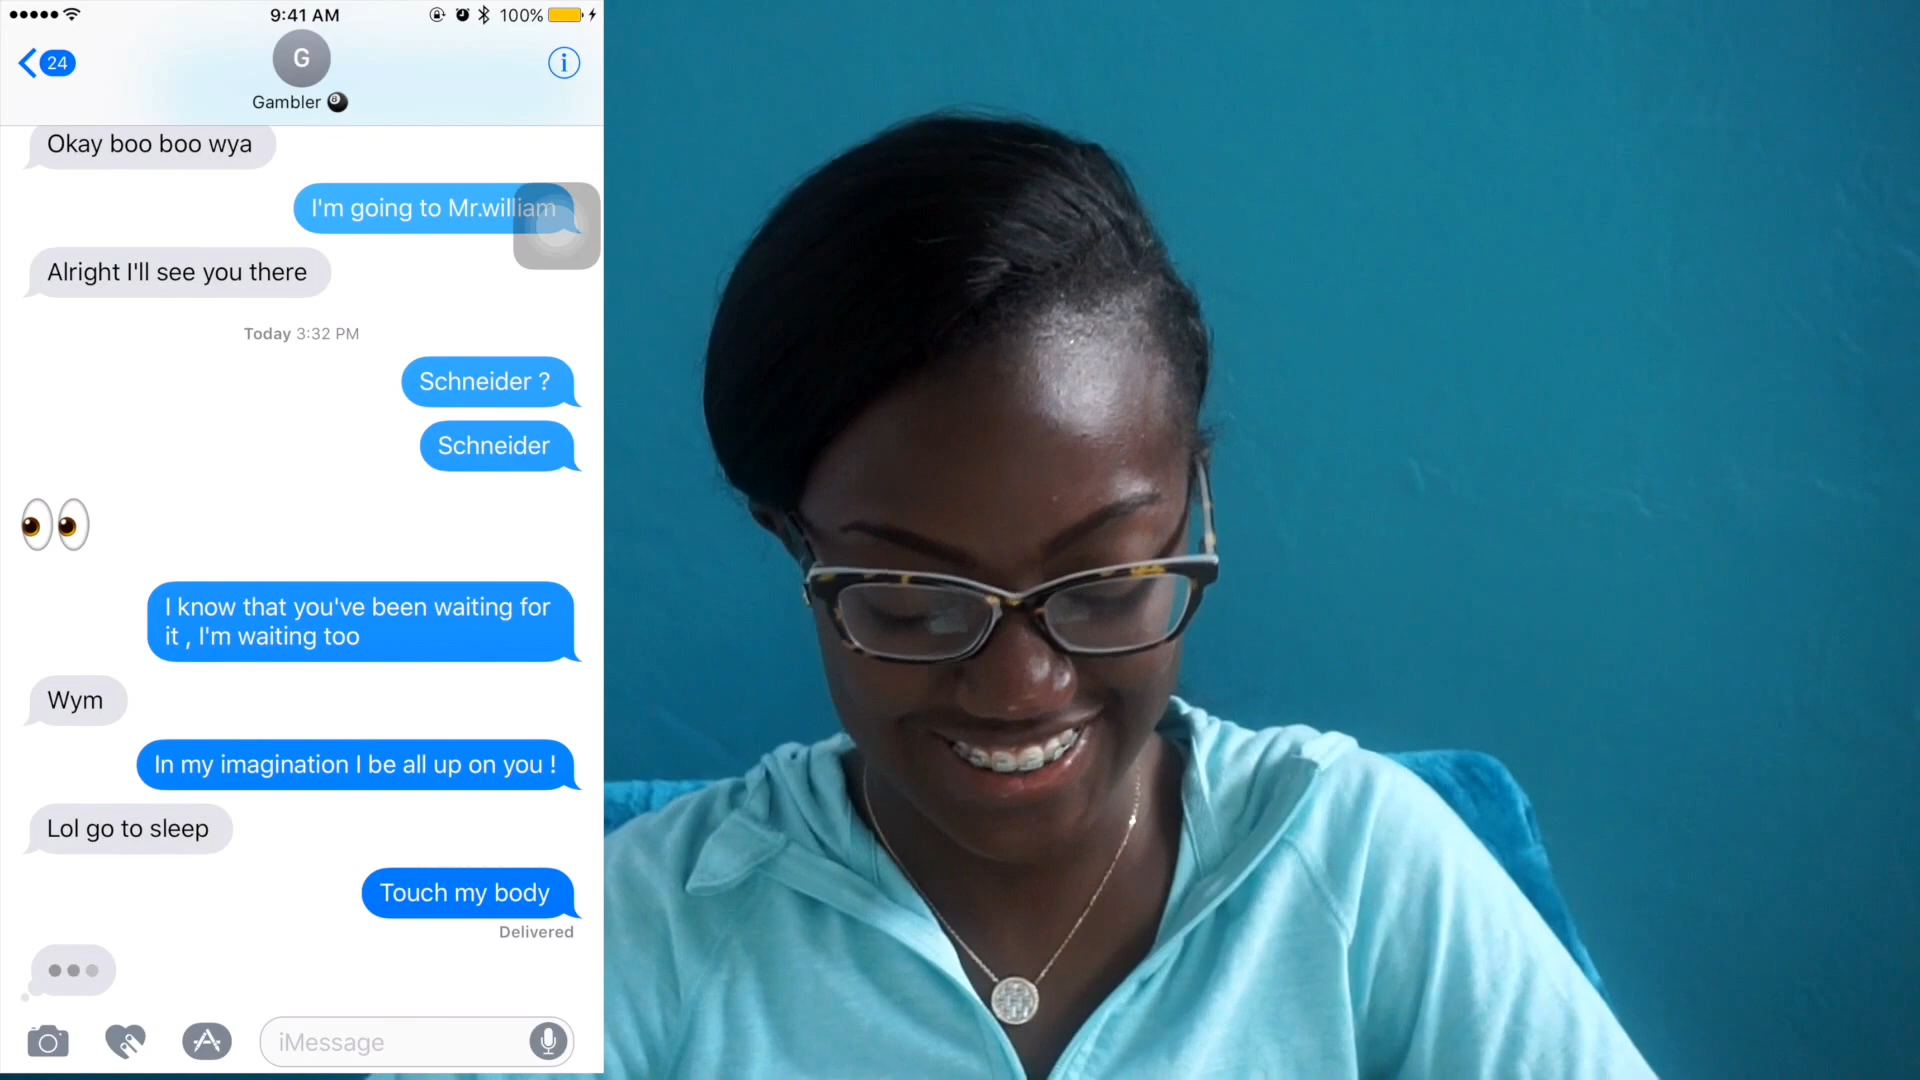 9:41 AM
100%
24
G
Gambler
Okay boo boo wya
I'm going to Mr.william
Alright I'll see you there
Today 3:32 PM
Schneider ?
Schneider
I know that you've been waiting for
it , I'm waiting too
Wym
In my imagination I be all up on you !
Lol go to sleep
Touch my body
Delivered
iMessage